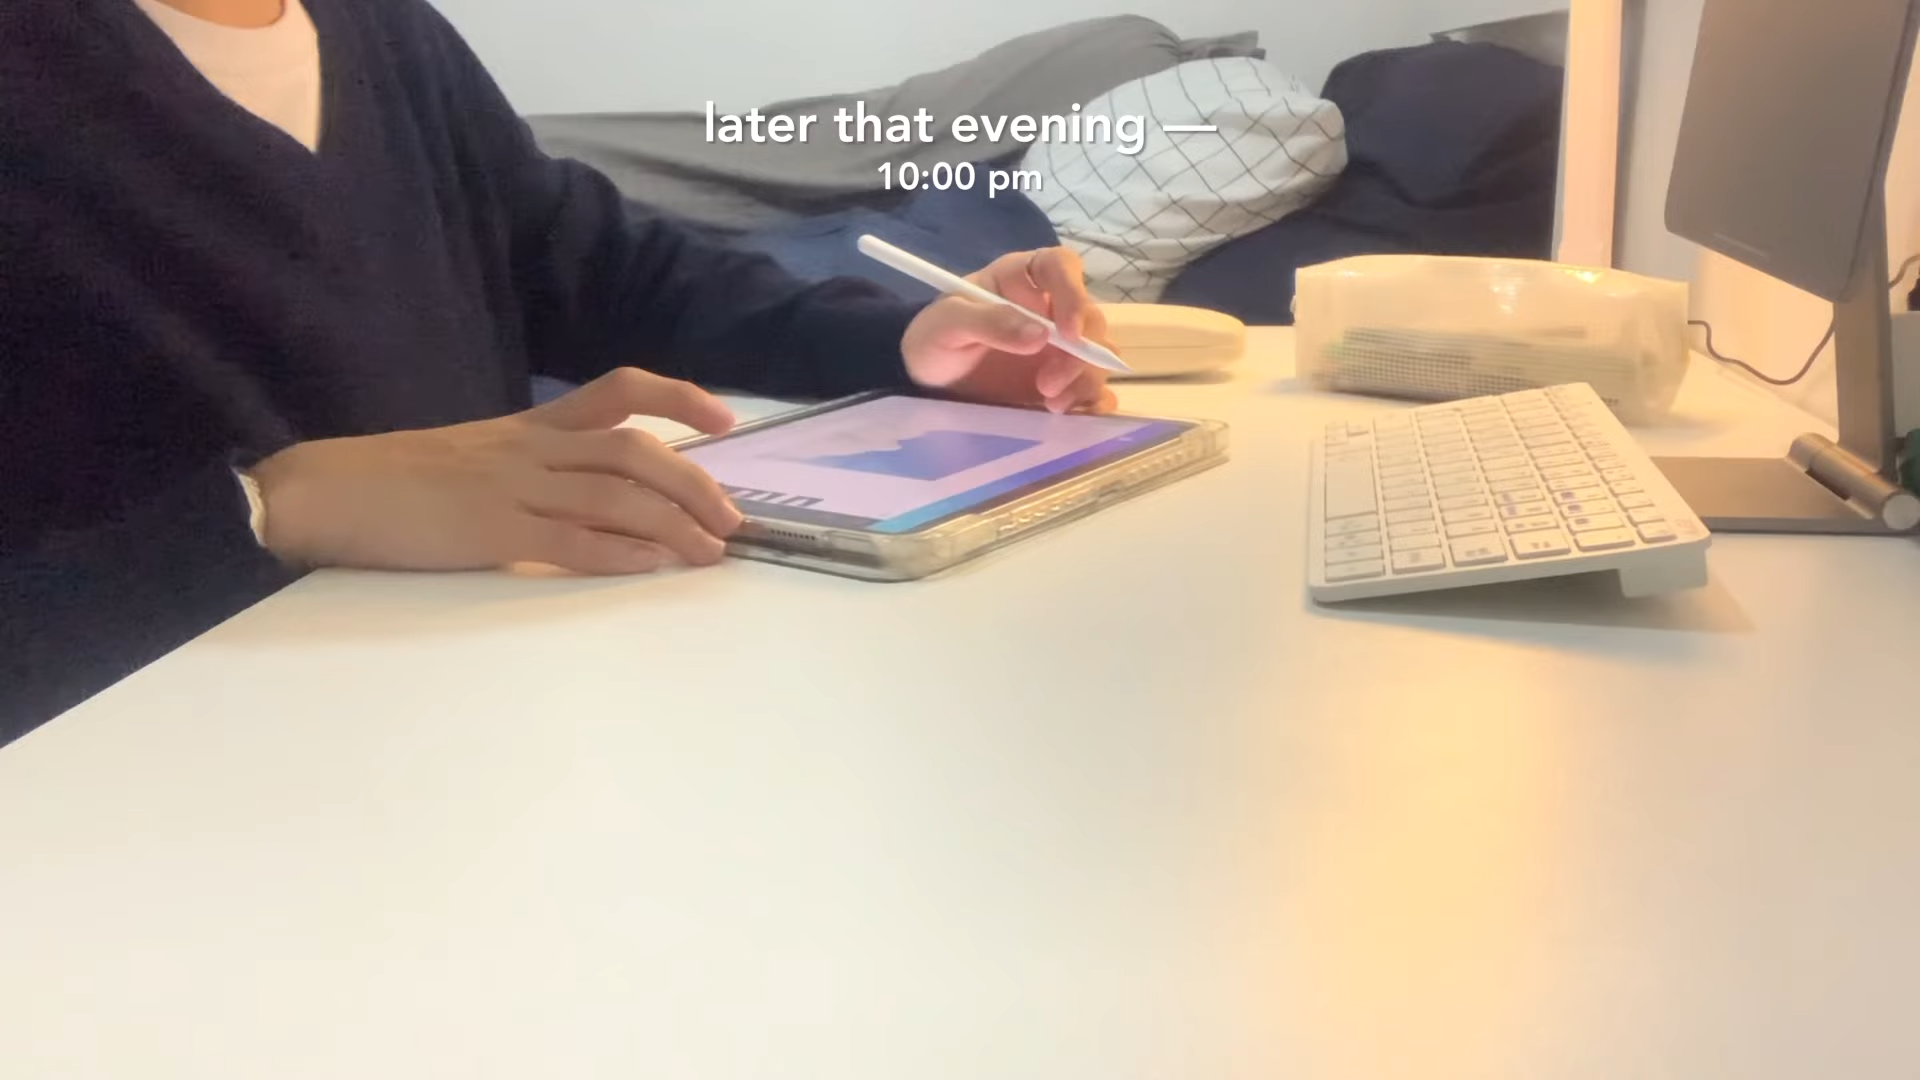 later that evening —
10:00 pm